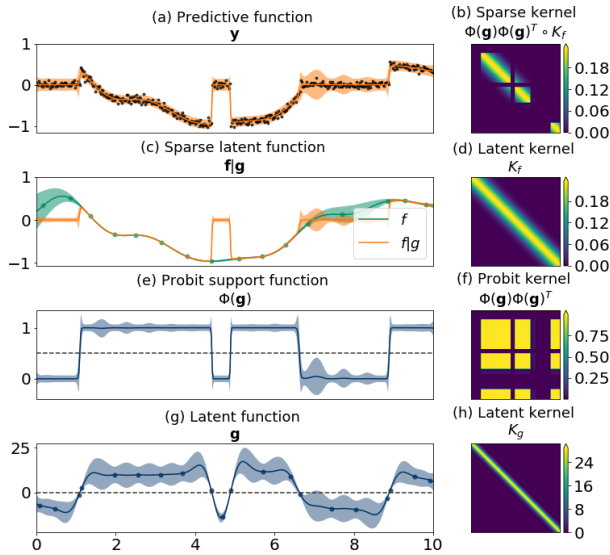 (a) Predictive function
y
1
0
−1
(b) Sparse kernel
Φ(g)Φ(g)^T ∘ K_f
0.18
0.12
0.06
0.00
(c) Sparse latent function
f|g
1
0
−1
f
f|g
(d) Latent kernel
K_f
0.18
0.12
0.06
0.00
(e) Probit support function
Φ(g)
1
0
(f) Probit kernel
Φ(g)Φ(g)^T
0.75
0.50
0.25
(g) Latent function
g
25
0
0 2 4 6 8 10
(h) Latent kernel
K_g
24
16
8
0